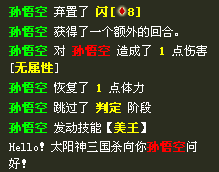 孙悟空 弃置了 闪[♥8]
孙悟空 获得了一个额外的回合。
孙悟空 对 孙悟空 造成了 1 点伤害
[无属性]
孙悟空 恢复了 1 点体力
孙悟空 跳过了 判定 阶段
孙悟空 发动技能【美王】
Hello! 太阳神三国杀向你孙悟空问
好!